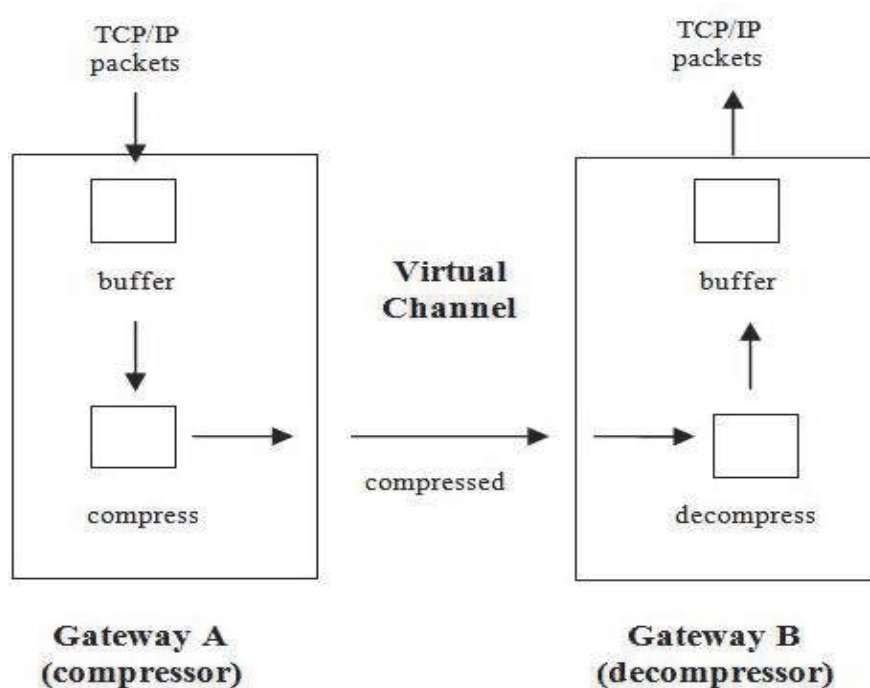 TCP/IP
packets
TCP/IP
packets
buffer
Virtual
Channel
buffer
compressed
compress
decompress
Gateway A
(compressor)
Gateway B
(decompressor)